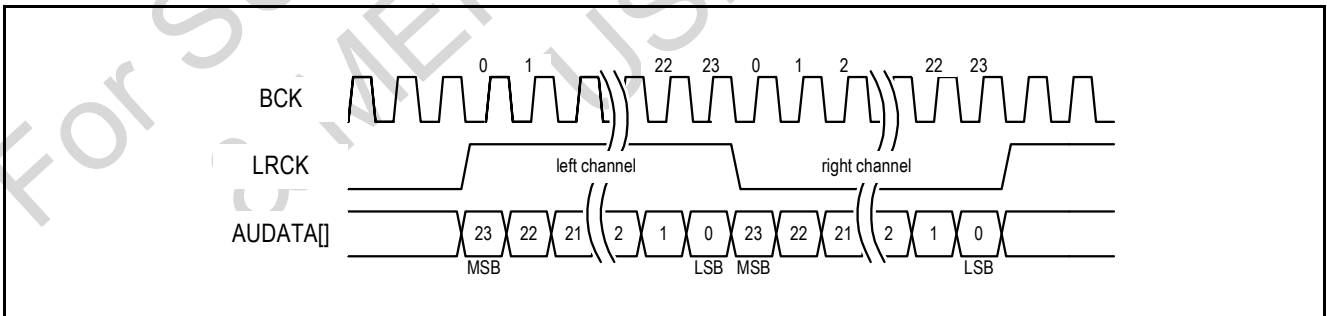 0 1 22 23 0 1 2 22 23
BCK
LRCK left channel right channel
AUDATA[] 23 22 21 2 1 0 23 22 21 2 1 0
MSB LSB MSB LSB
For